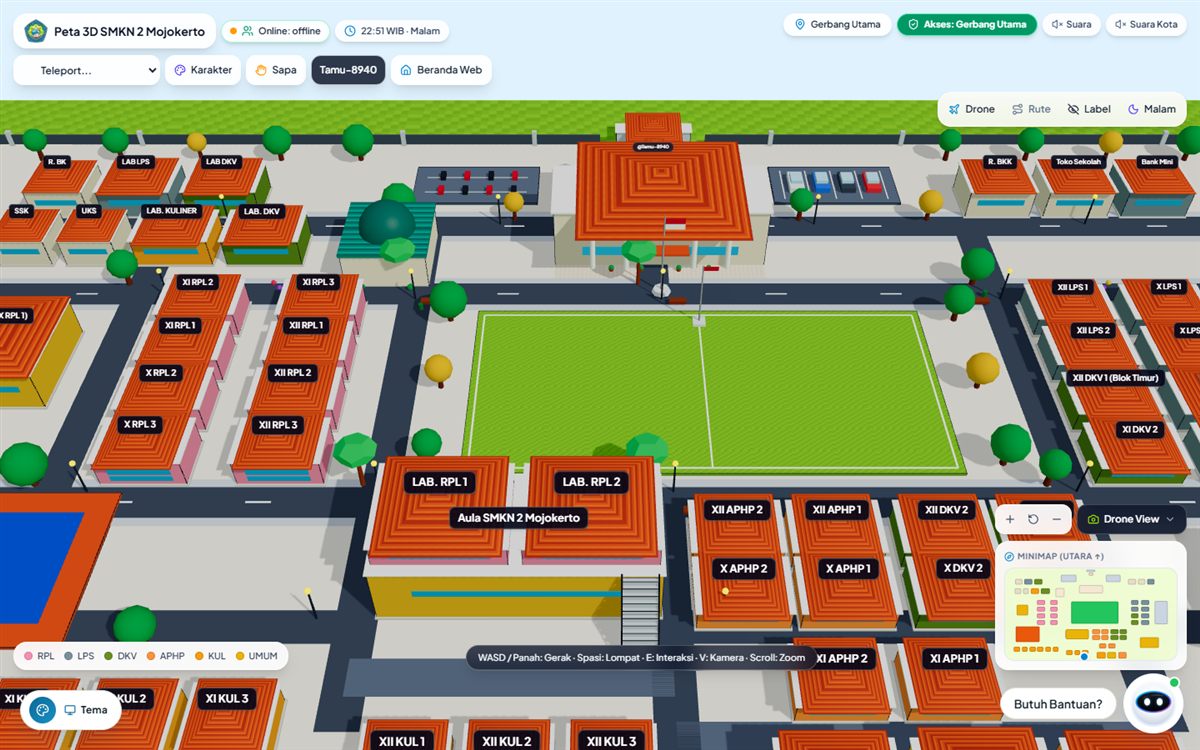 Peta 3D SMKN 2 Mojokerto
Online: offline
22:51 WIB · Malam
Gerbang Utama
Akses: Gerbang Utama
Suara
Suara Kota
Teleport...
Karakter
Sapa
Tamu-8940
Beranda Web
Drone
Rute
Label
Malam
@Tamu-8940
R. BK
LAB LPS
LAB DKV
R. BKK
Toko Sekolah
Bank Mini
SSK
UKS
LAB. KULINER
LAB. DKV
XI RPL 2
XI RPL 3
XII LPS 1
X LPS 1
X RPL 1)
XI RPL 1
XII RPL 1
XII LPS 2
X LPS
X RPL 2
XII RPL 2
XII DKV 1 (Blok Timur)
X RPL 3
XII RPL 3
XI DKV 2
LAB. RPL 1
LAB. RPL 2
Aula SMKN 2 Mojokerto
XII APHP 2
XII APHP 1
XII DKV 2
Drone View
MINIMAP (UTARA ↑)
X APHP 2
X APHP 1
X DKV 2
RPL
LPS
DKV
APHP
KUL
UMUM
WASD / Panah: Gerak · Spasi: Lompat · E: Interaksi · V: Kamera · Scroll: Zoom
XI APHP 2
XI APHP 1
XI K
KUL 2
XI KUL 3
Tema
Butuh Bantuan?
XII KUL 1
XII KUL 2
XII KUL 3